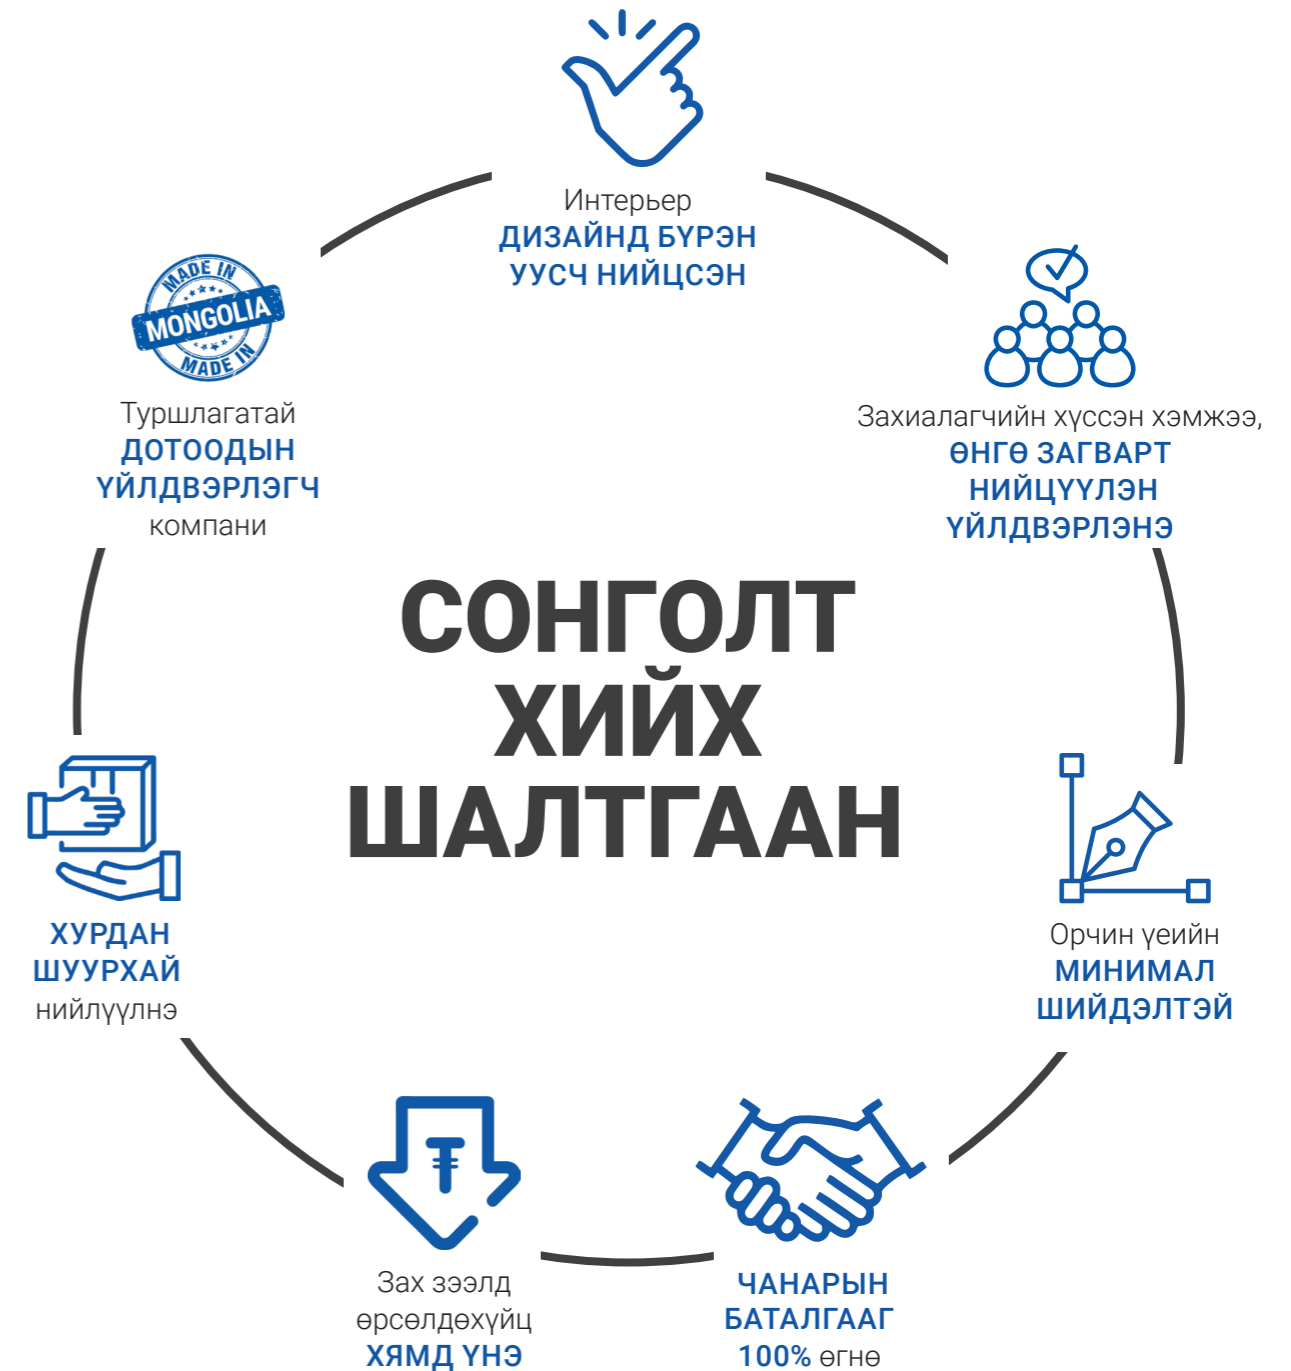 Интерьер
ДИЗАЙНД БҮРЭН
УУСЧ НИЙЦСЭН
MADE IN
MONGOLIA
MADE IN
Туршлагатай
ДОТООДЫН
ҮЙЛДВЭРЛЭГЧ
компани
Захиалагчийн хүссэн хэмжээ,
ӨНГӨ ЗАГВАРТ
НИЙЦҮҮЛЭН
ҮЙЛДВЭРЛЭНЭ
СОНГОЛТ
ХИЙХ
ШАЛТГААН
ХУРДАН
ШУУРХАЙ
нийлүүлнэ
Орчин үеийн
МИНИМАЛ
ШИЙДЭЛТЭЙ
₮
Зах зээлд
өрсөлдөхүйц
ХЯМД ҮНЭ
ЧАНАРЫН
БАТАЛГААГ
100% өгнө